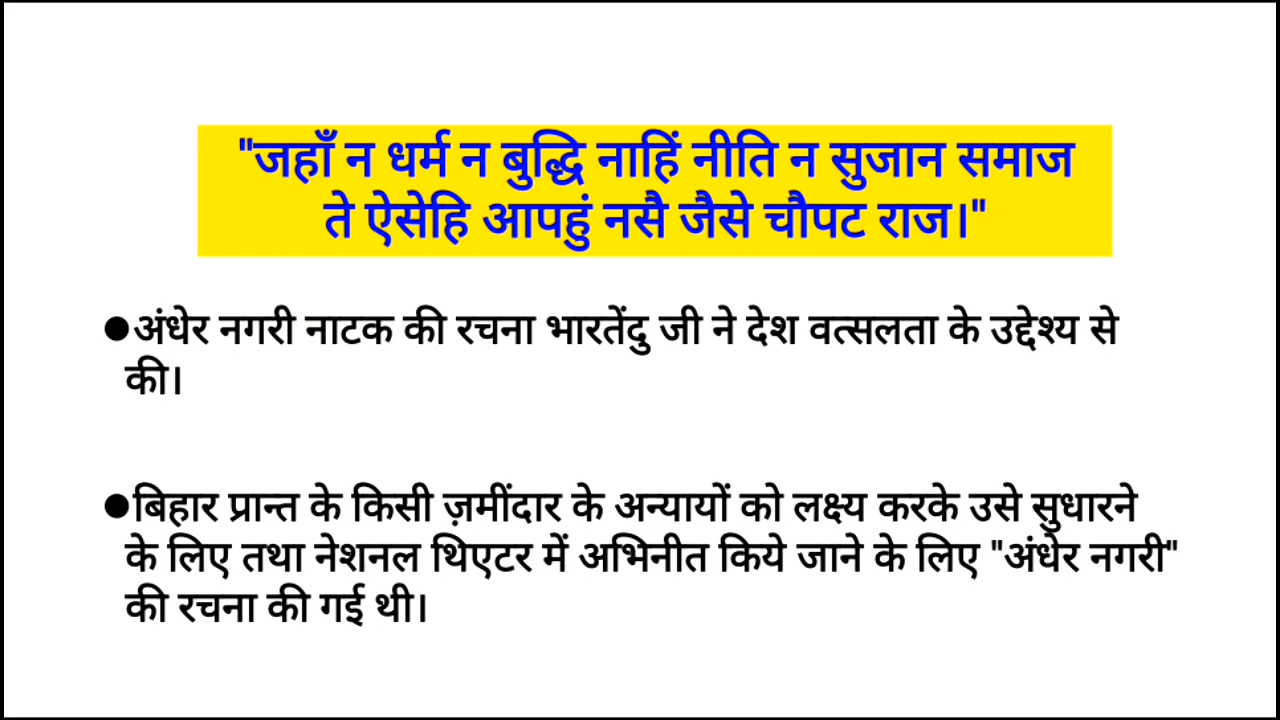 "जहाँ न धर्म न बुद्धि नाहिं नीति न सुजान समाज
ते ऐसेहि आपहुं नसै जैसे चौपट राज।"
●अंधेर नगरी नाटक की रचना भारतेंदु जी ने देश वत्सलता के उद्देश्य से
की।
●बिहार प्रान्त के किसी ज़मींदार के अन्यायों को लक्ष्य करके उसे सुधारने
के लिए तथा नेशनल थिएटर में अभिनीत किये जाने के लिए "अंधेर नगरी"
की रचना की गई थी।